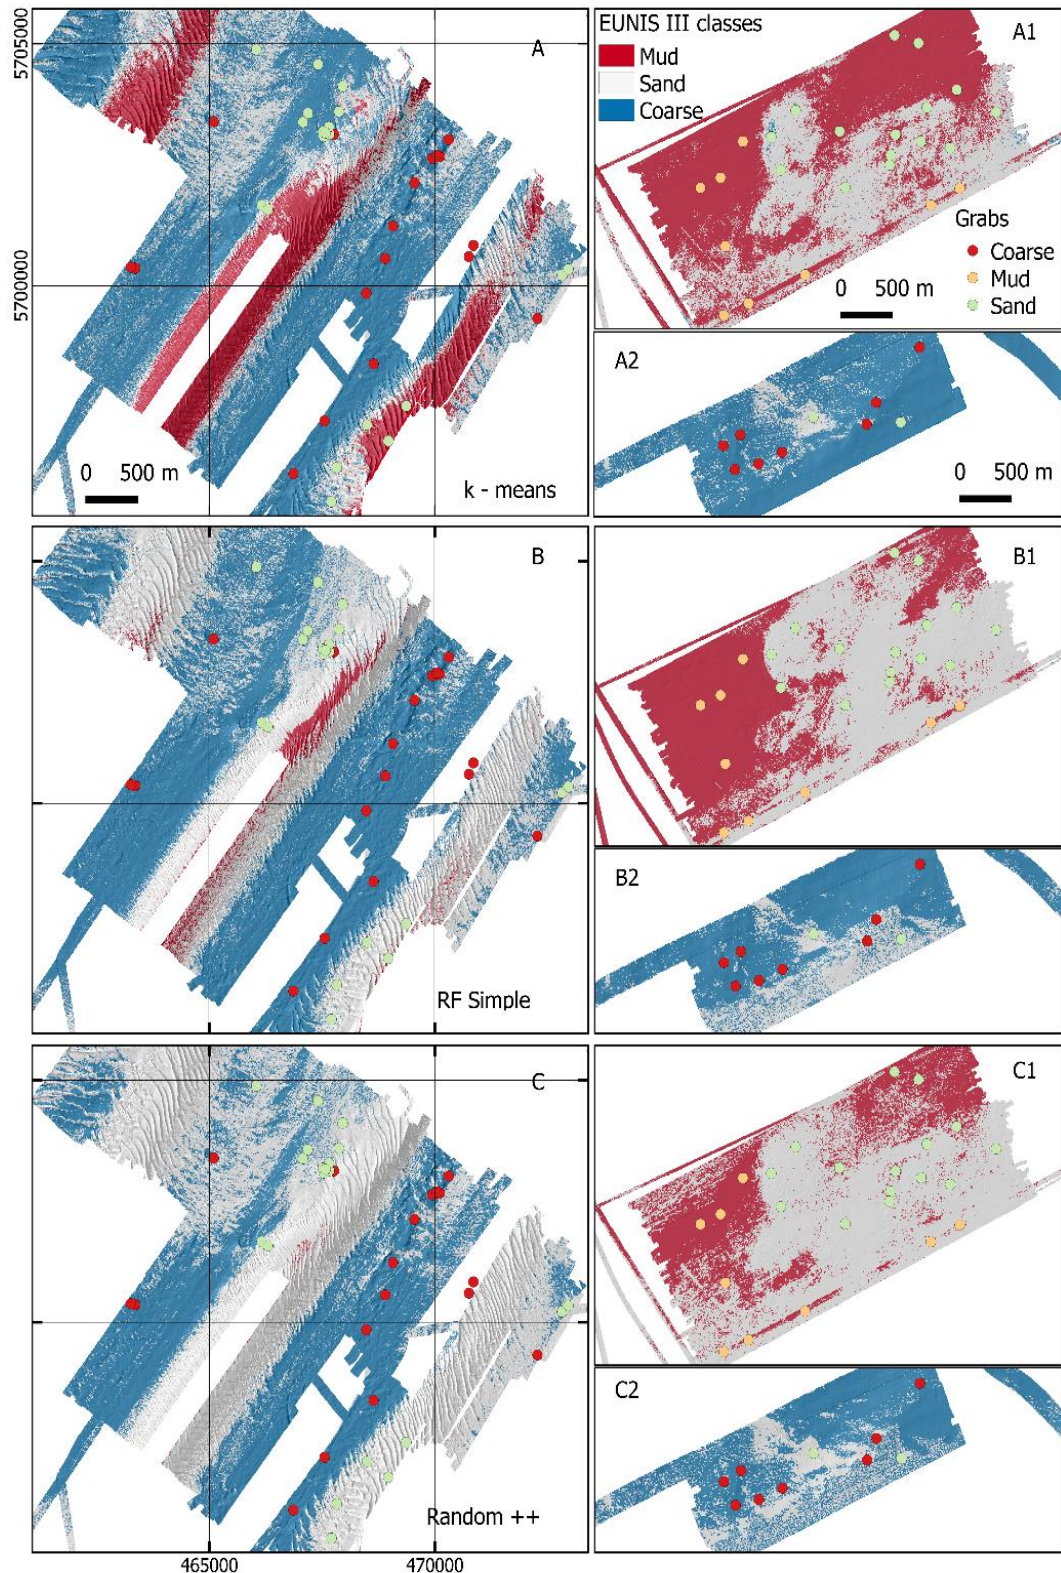 5705000
5700000
A
0 500 m
k - means
EUNIS III classes
Mud
Sand
Coarse
A1
Grabs
Coarse
Mud
Sand
0 500 m
A2
0 500 m
B
RF Simple
B1
B2
C
Random ++
C1
C2
465000
470000